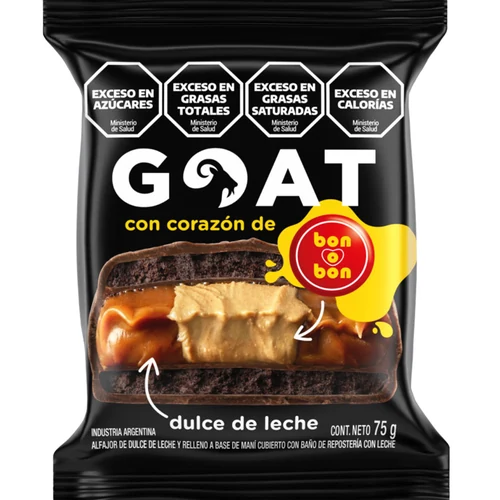 EXCESO EN
AZÚCARES
Ministerio
de Salud
EXCESO EN
GRASAS
TOTALES
Ministerio
de Salud
EXCESO EN
GRASAS
SATURADAS
Ministerio
de Salud
EXCESO EN
CALORÍAS
Ministerio
de Salud
GOAT
con corazón de
bon
o
bon
dulce de leche
INDUSTRIA ARGENTINA
CONT. NETO 75 g
ALFAJOR DE DULCE DE LECHE Y RELLENO A BASE DE MANÍ CUBIERTO CON BAÑO DE REPOSTERÍA CON LECHE